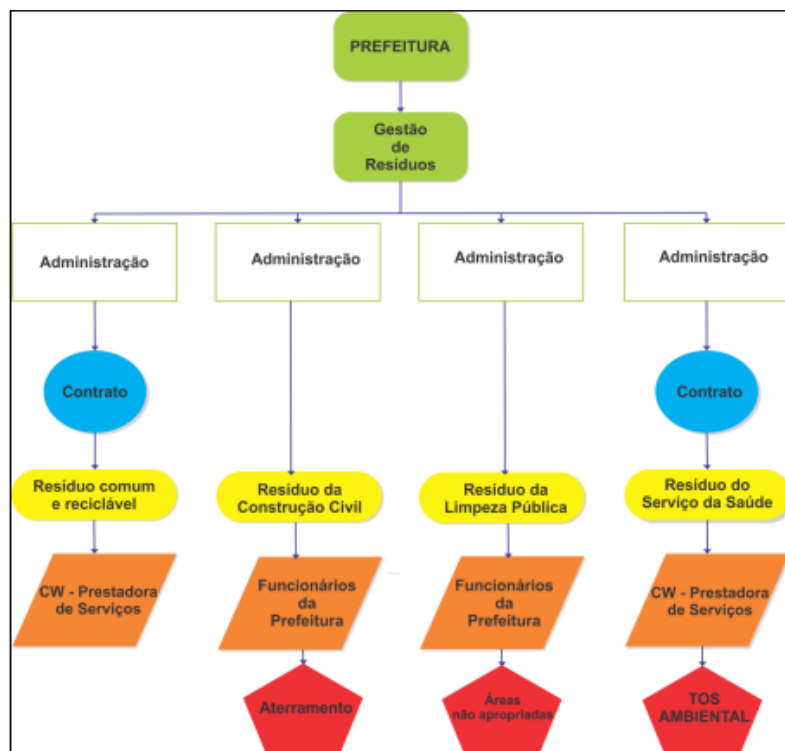 PREFEITURA
Gestão
de
Resíduos
Administração
Administração
Administração
Administração
Contrato
Contrato
Resíduo comum
e reciclável
Resíduo da
Construção Civil
Resíduo da
Limpeza Pública
Resíduo do
Serviço da Saúde
CW - Prestadora
de Serviços
Funcionários
da
Prefeitura
Funcionários
da
Prefeitura
CW - Prestadora
de Serviços
Aterramento
Áreas
não apropriadas
TOS
AMBIENTAL